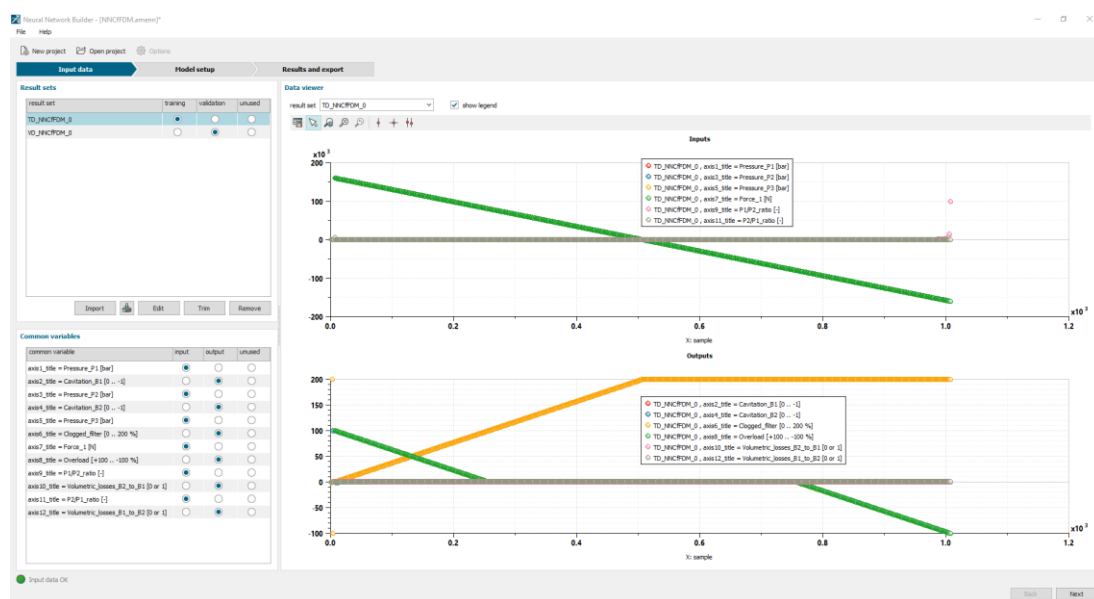 Neural Network Builder - [NNCfFDM.amenn]*
File Help
New project Open project Options
Input data Model setup Results and export
Result sets
result set training validation unused
TD_NNCfFDM_0
VD_NNCfFDM_0
Import Edit Trim Remove
Common variables
common variable input output unused
axis1_title = Pressure_P1 [bar]
axis2_title = Cavitation_B1 [0 .. -1]
axis3_title = Pressure_P2 [bar]
axis4_title = Cavitation_B2 [0 .. -1]
axis5_title = Pressure_P3 [bar]
axis6_title = Clogged_filter [0 .. 200 %]
axis7_title = Force_1 [N]
axis8_title = Overload [+100 .. -100 %]
axis9_title = P1/P2_ratio [-]
axis10_title = Volumetric_losses_B2_to_B1 [0 or 1]
axis11_title = P2/P1_ratio [-]
axis12_title = Volumetric_losses_B1_to_B2 [0 or 1]
Input data OK
Data viewer
result set TD_NNCfFDM_0 show legend
Inputs
x10 3
200
100
0
-100
-200
TD_NNCfFDM_0 , axis1_title = Pressure_P1 [bar]
TD_NNCfFDM_0 , axis3_title = Pressure_P2 [bar]
TD_NNCfFDM_0 , axis5_title = Pressure_P3 [bar]
TD_NNCfFDM_0 , axis7_title = Force_1 [N]
TD_NNCfFDM_0 , axis9_title = P1/P2_ratio [-]
TD_NNCfFDM_0 , axis11_title = P2/P1_ratio [-]
x10 3
0.0 0.2 0.4 0.6 0.8 1.0 1.2
X: sample
Outputs
200
150
100
50
0
-50
-100
TD_NNCfFDM_0 , axis2_title = Cavitation_B1 [0 .. -1]
TD_NNCfFDM_0 , axis4_title = Cavitation_B2 [0 .. -1]
TD_NNCfFDM_0 , axis6_title = Clogged_filter [0 .. 200 %]
TD_NNCfFDM_0 , axis8_title = Overload [+100 .. -100 %]
TD_NNCfFDM_0 , axis10_title = Volumetric_losses_B2_to_B1 [0 or 1]
TD_NNCfFDM_0 , axis12_title = Volumetric_losses_B1_to_B2 [0 or 1]
x10 3
0.0 0.2 0.4 0.6 0.8 1.0 1.2
X: sample
Back Next